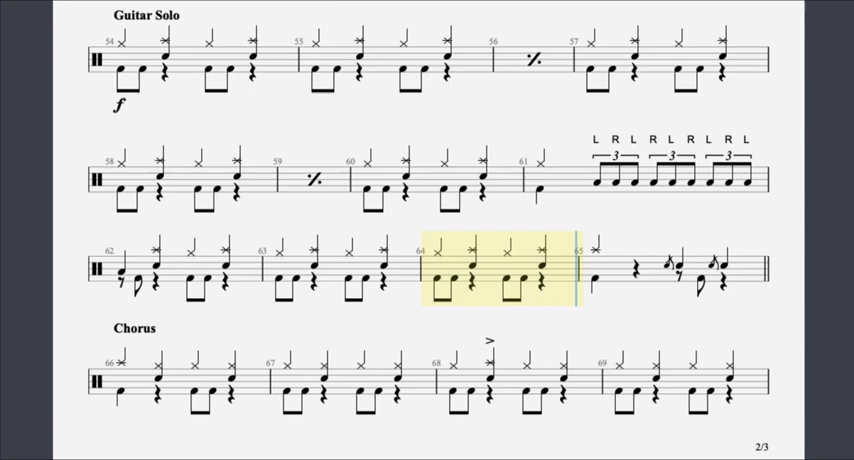 Guitar Solo
54 55 56 57
f
L R L R L R L R L
58 59 60 61 3 3 3
62 63 64 65
Chorus
66 67 68 69
2/3